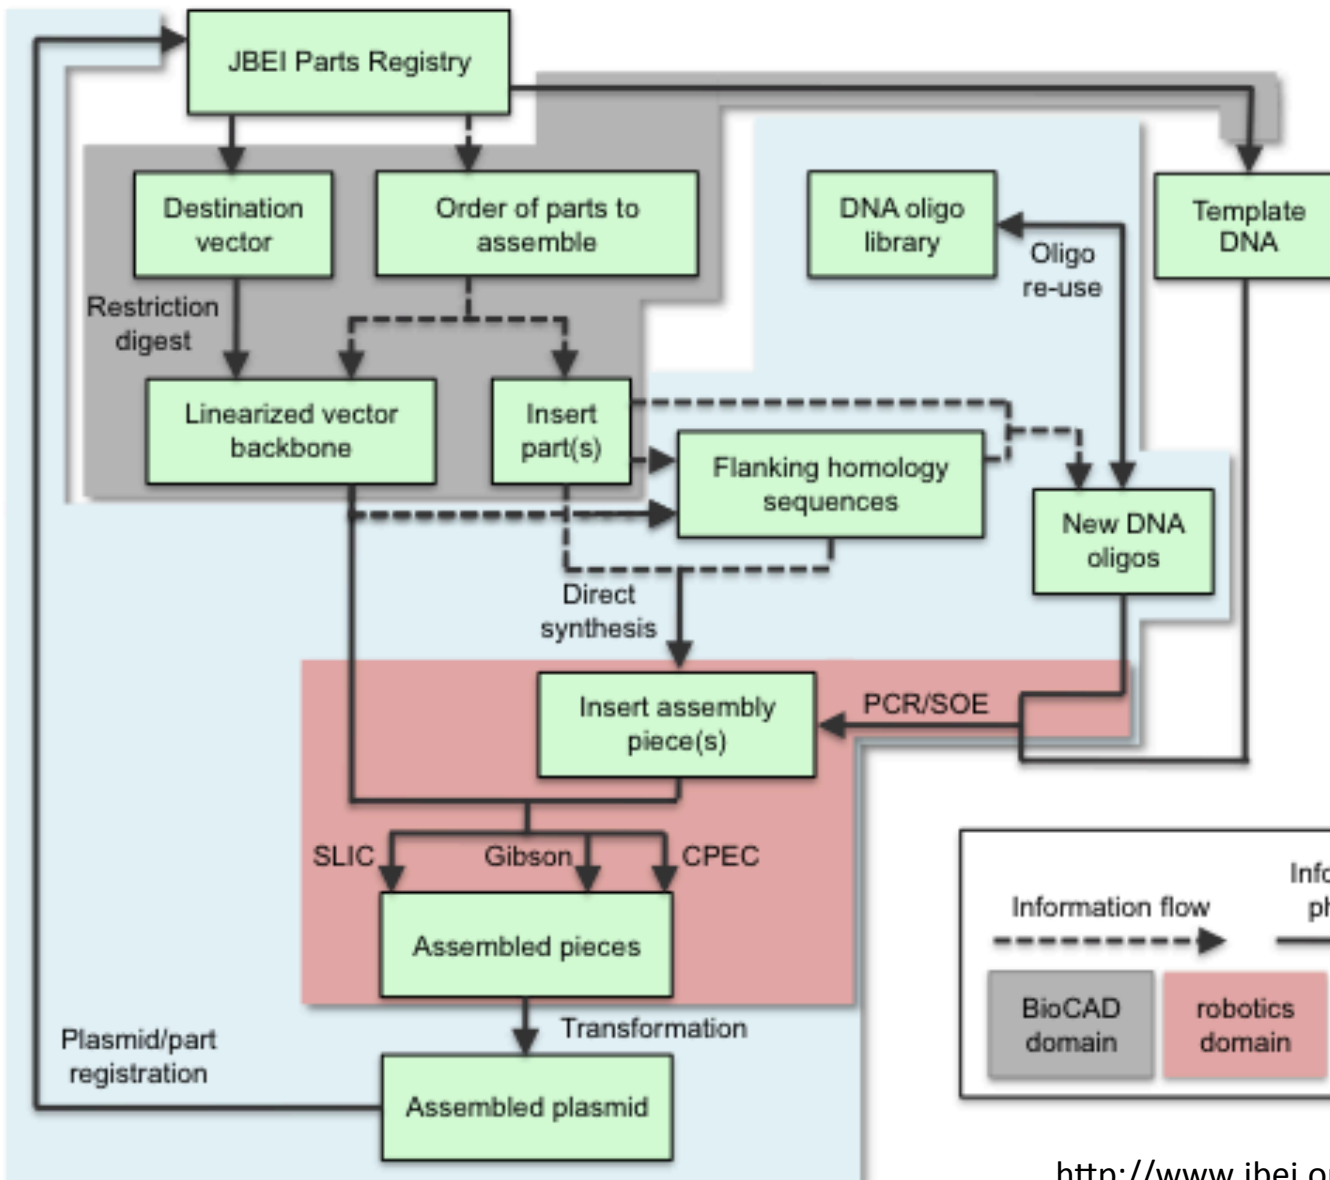 JBEI Parts Registry
Destination
vector
Order of parts to
assemble
DNA oligo
library
Template
DNA
Oligo
re-use
Restriction
digest
Linearized vector
backbone
Insert
part(s)
Flanking homology
sequences
New DNA
oligos
Direct
synthesis
Insert assembly
piece(s)
PCR/SOE
SLIC
Gibson
CPEC
Assembled pieces
Transformation
Plasmid/part
registration
Assembled plasmid
Information flow
BioCAD
domain
robotics
domain